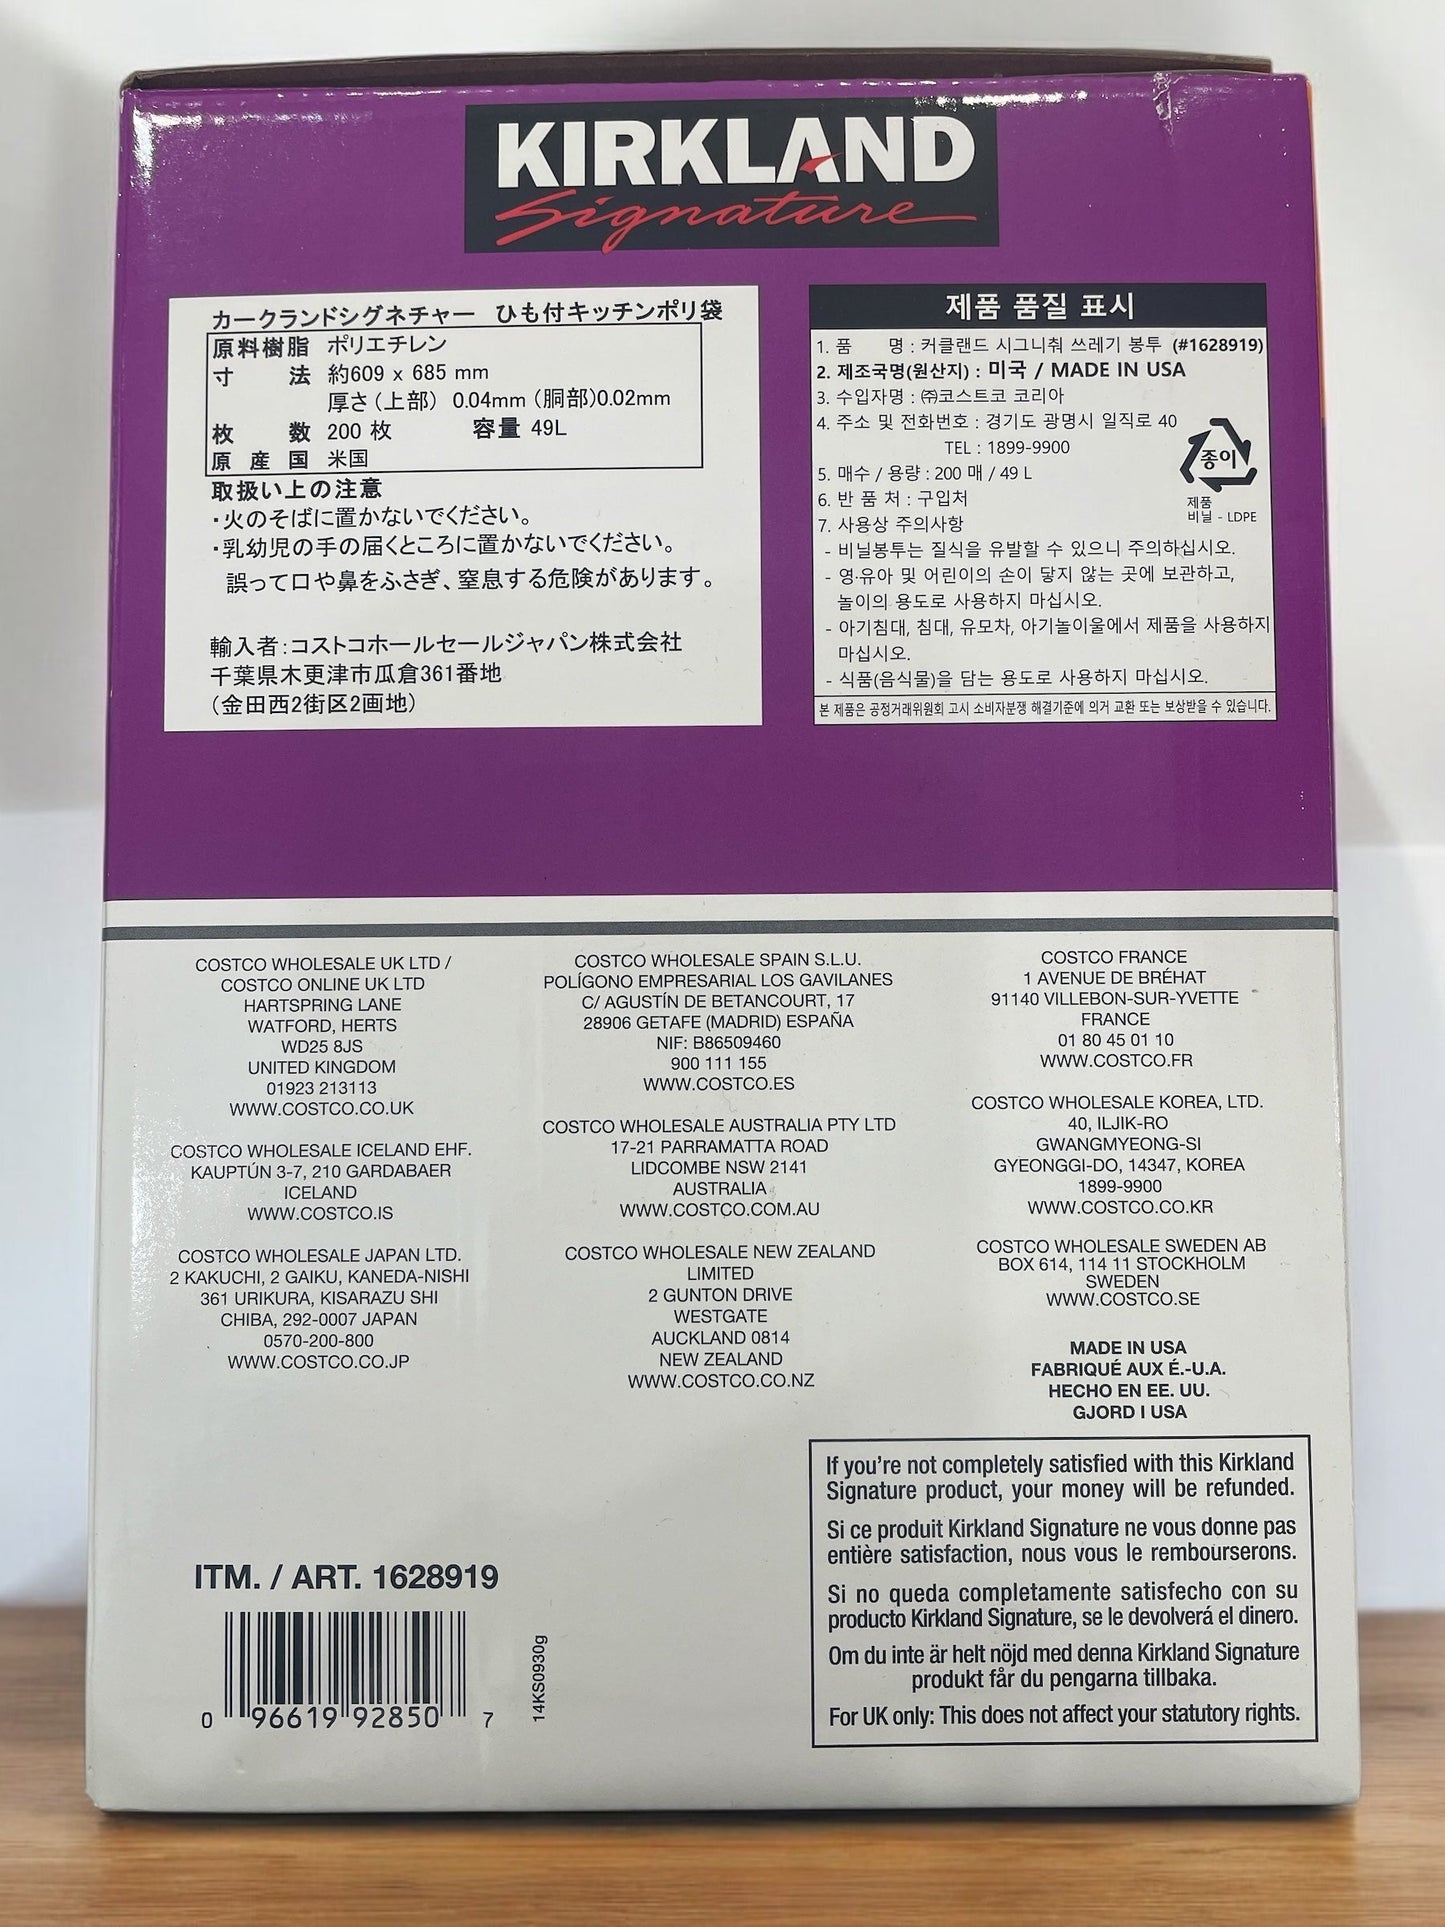 KIRKLAND
Signature
カークランドシグネチャー ひも付キッチンポリ袋
原料樹脂 ポリエチレン
寸 法 約609 x 685 mm
厚さ（上部） 0.04mm（胴部)0.02mm
枚 数 200 枚 容量 49L
原 産 国 米国
取扱い上の注意
・火のそばに置かないでください。
・乳幼児の手の届くところに置かないでください。
誤って口や鼻をふさぎ、窒息する危険があります。
輸入者：コストコホールセールジャパン株式会社
千葉県木更津市瓜倉361番地
（金田西2街区2画地）
제품 품질 표시
1. 품 명 : 커클랜드 시그니춰 쓰레기 봉투 (#1628919)
2. 제조국명(원산지) : 미국 / MADE IN USA
3. 수입자명 : ㈜코스트코 코리아
4. 주소 및 전화번호 : 경기도 광명시 일직로 40
TEL : 1899-9900
5. 매수 / 용량 : 200 매 / 49 L
6. 반 품 처 : 구입처
7. 사용상 주의사항
- 비닐봉투는 질식을 유발할 수 있으니 주의하십시오.
- 영·유아 및 어린이의 손이 닿지 않는 곳에 보관하고,
놀이의 용도로 사용하지 마십시오.
- 아기침대, 침대, 유모차, 아기놀이울에서 제품을 사용하지
마십시오.
- 식품(음식물)을 담는 용도로 사용하지 마십시오.
본 제품은 공정거래위원회 고시 소비자분쟁 해결기준에 의거 교환 또는 보상받을 수 있습니다.
종이
제품
비닐 - LDPE
COSTCO WHOLESALE UK LTD /
COSTCO ONLINE UK LTD
HARTSPRING LANE
WATFORD, HERTS
WD25 8JS
UNITED KINGDOM
01923 213113
WWW.COSTCO.CO.UK
COSTCO WHOLESALE ICELAND EHF.
KAUPTÚN 3-7, 210 GARDABAER
ICELAND
WWW.COSTCO.IS
COSTCO WHOLESALE JAPAN LTD.
2 KAKUCHI, 2 GAIKU, KANEDA-NISHI
361 URIKURA, KISARAZU SHI
CHIBA, 292-0007 JAPAN
0570-200-800
WWW.COSTCO.CO.JP
COSTCO WHOLESALE SPAIN S.L.U.
POLÍGONO EMPRESARIAL LOS GAVILANES
C/ AGUSTÍN DE BETANCOURT, 17
28906 GETAFE (MADRID) ESPAÑA
NIF: B86509460
900 111 155
WWW.COSTCO.ES
COSTCO WHOLESALE AUSTRALIA PTY LTD
17-21 PARRAMATTA ROAD
LIDCOMBE NSW 2141
AUSTRALIA
WWW.COSTCO.COM.AU
COSTCO WHOLESALE NEW ZEALAND
LIMITED
2 GUNTON DRIVE
WESTGATE
AUCKLAND 0814
NEW ZEALAND
WWW.COSTCO.CO.NZ
COSTCO FRANCE
1 AVENUE DE BRÉHAT
91140 VILLEBON-SUR-YVETTE
FRANCE
01 80 45 01 10
WWW.COSTCO.FR
COSTCO WHOLESALE KOREA, LTD.
40, ILJIK-RO
GWANGMYEONG-SI
GYEONGGI-DO, 14347, KOREA
1899-9900
WWW.COSTCO.CO.KR
COSTCO WHOLESALE SWEDEN AB
BOX 614, 114 11 STOCKHOLM
SWEDEN
WWW.COSTCO.SE
MADE IN USA
FABRIQUÉ AUX É.-U.A.
HECHO EN EE. UU.
GJORD I USA
If you're not completely satisfied with this Kirkland
Signature product, your money will be refunded.
Si ce produit Kirkland Signature ne vous donne pas
entière satisfaction, nous vous le rembourserons.
Si no queda completamente satisfecho con su
producto Kirkland Signature, se le devolverá el dinero.
Om du inte är helt nöjd med denna Kirkland Signature
produkt får du pengarna tillbaka.
For UK only: This does not affect your statutory rights.
ITM. / ART. 1628919
0 96619 92850 7
14KS0930g